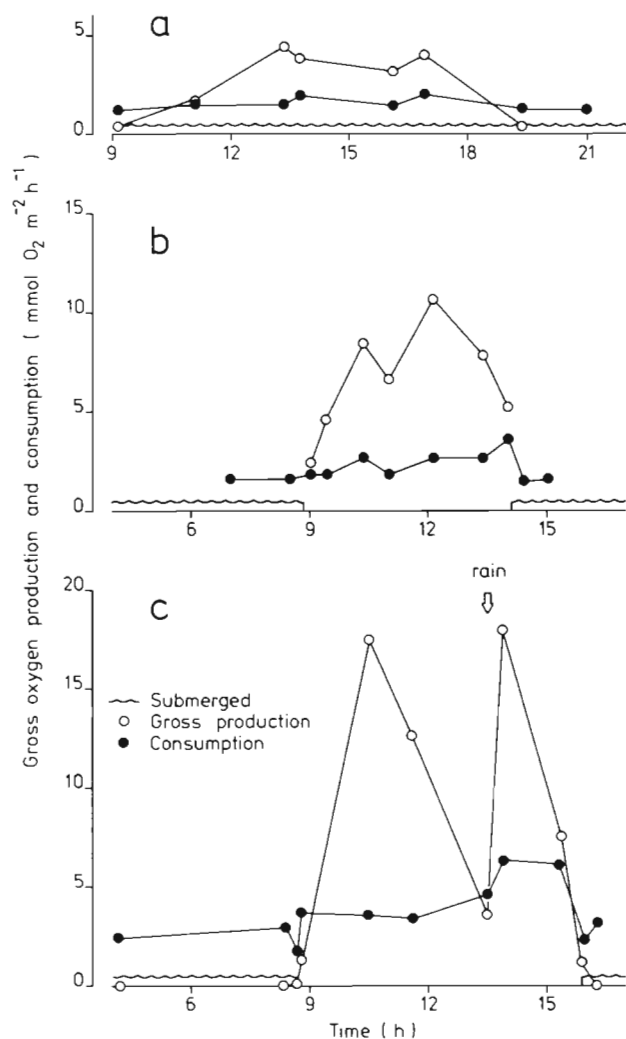 Gross oxygen production and consumption ( mmol O₂ m⁻² h⁻¹ )
a
5
0
9 12 15 18 21
b
15
10
5
0
6 9 12 15
c
20
15
10
5
0
rain
Submerged
Gross production
Consumption
6 9 12 15
Time ( h )